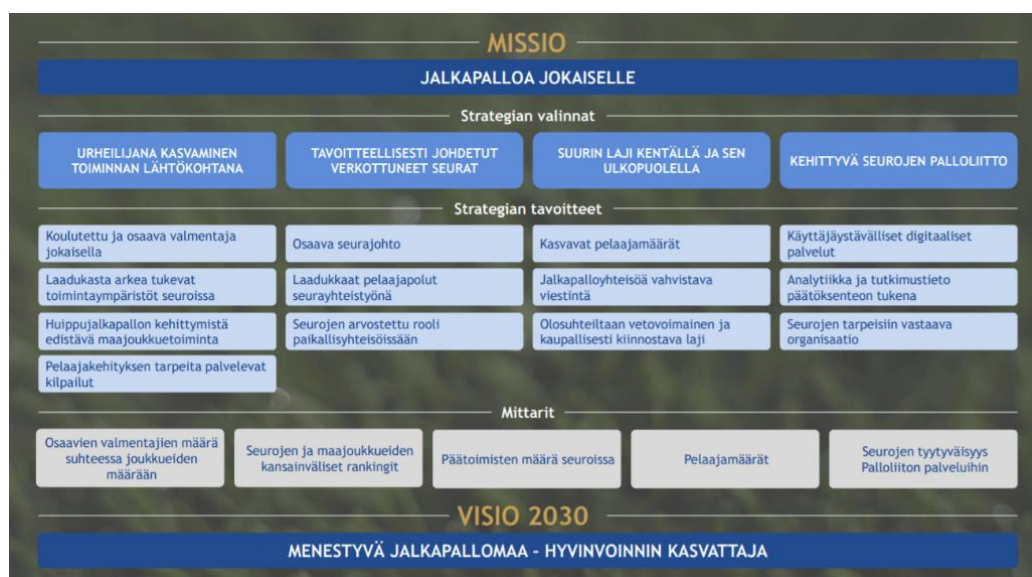 MISSIO
JALKAPALLOA JOKAISELLE
Strategian valinnat
URHEILIJANA KASVAMINEN
TOIMINNAN LÄHTÖKOHTANA
TAVOITTEELLISESTI JOHDETUT
VERKOTTUNEET SEURAT
SUURIN LAJI KENTÄLLÄ JA SEN
ULKOPUOLELLA
KEHITTYVÄ SEUROJEN PALLOLIITTO
Strategian tavoitteet
Koulutettu ja osaava valmentaja
jokaisella
Osaava seurajohto
Kasvavat pelaajamäärät
Käyttäjäystävälliset digitaaliset
palvelut
Laadukasta arkea tukevat
toimintaympäristöt seuroissa
Laadukkaat pelaajapolut
seurayhteistyönä
Jalkapalloyhteisöä vahvistava
viestintä
Analytiikka ja tutkimustieto
päätöksenteon tukena
Huippujalkapallon kehittymistä
edistävä maajoukkuetoiminta
Seurojen arvostettu rooli
paikallisyhteisöissään
Olosuhteiltaan vetovoimainen ja
kaupallisesti kiinnostava laji
Seurojen tarpeisiin vastaava
organisaatio
Pelaajakehityksen tarpeita palvelevat
kilpailut
Mittarit
Osaavien valmentajien määrä
suhteessa joukkueiden
määrään
Seurojen ja maajoukkueiden
kansainväliset rankingit
Päätoimisten määrä seuroissa
Pelaajamäärät
Seurojen tyytyväisyys
Palloliiton palveluihin
VISIO 2030
MENESTYVÄ JALKAPALLOMAA - HYVINVOINNIN KASVATTAJA